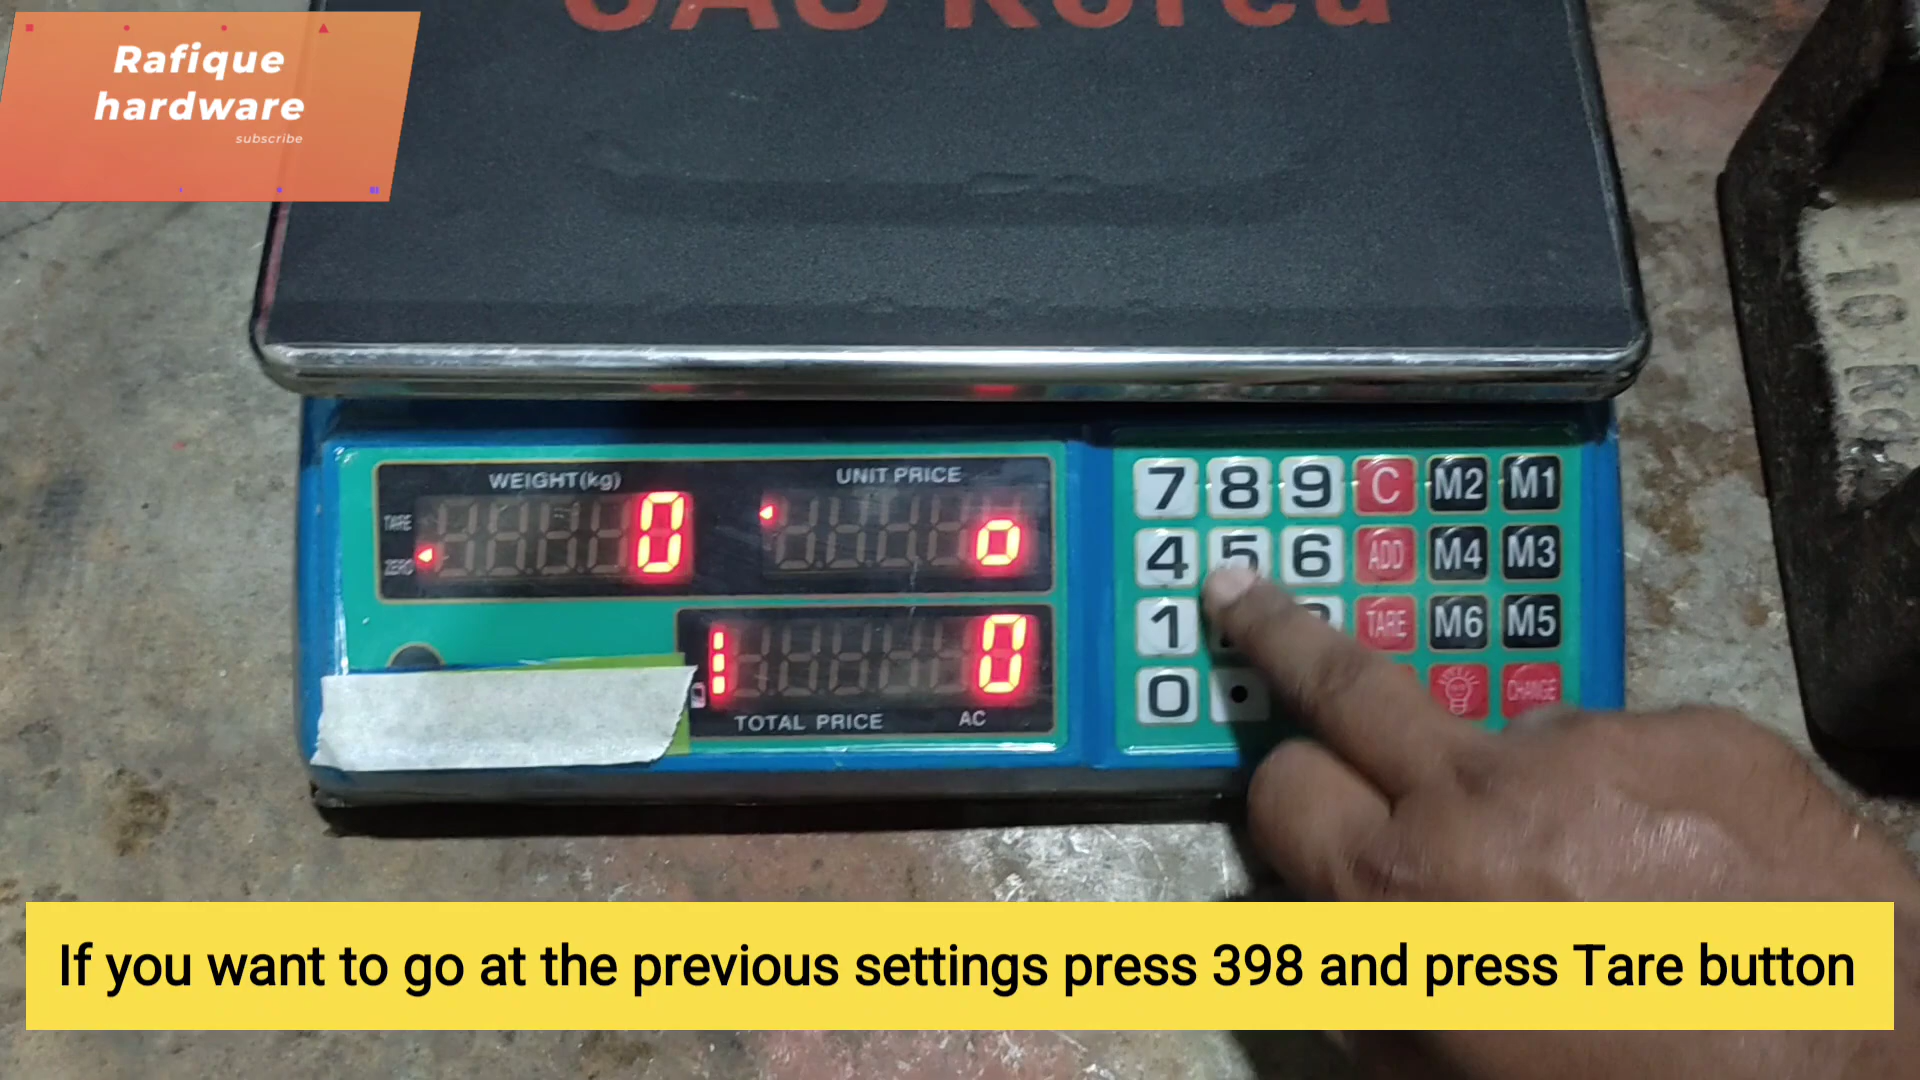 Rafique
hardware
subscribe
Korea
WEIGHT(kg)
UNIT PRICE
TARE
ZERO
0
o
0
TOTAL PRICE
AC
7 8 9 C M2 M1
4 5 6 ADD M4 M3
1 TARE M6 M5
0 . CHANGE
If you want to go at the previous settings press 398 and press Tare button